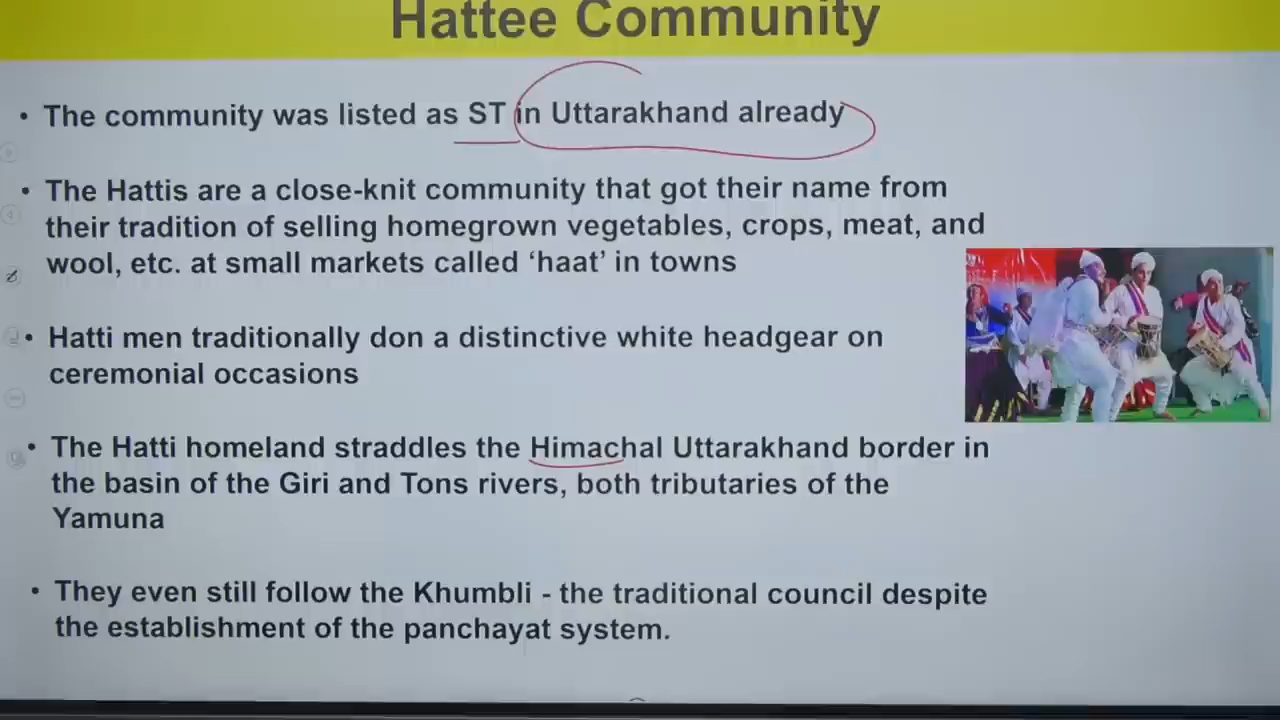 Hattee Community
• The community was listed as ST in Uttarakhand already
• The Hattis are a close-knit community that got their name from
their tradition of selling homegrown vegetables, crops, meat, and
wool, etc. at small markets called ‘haat’ in towns
• Hatti men traditionally don a distinctive white headgear on
ceremonial occasions
• The Hatti homeland straddles the Himachal Uttarakhand border in
the basin of the Giri and Tons rivers, both tributaries of the
Yamuna
• They even still follow the Khumbli - the traditional council despite
the establishment of the panchayat system.